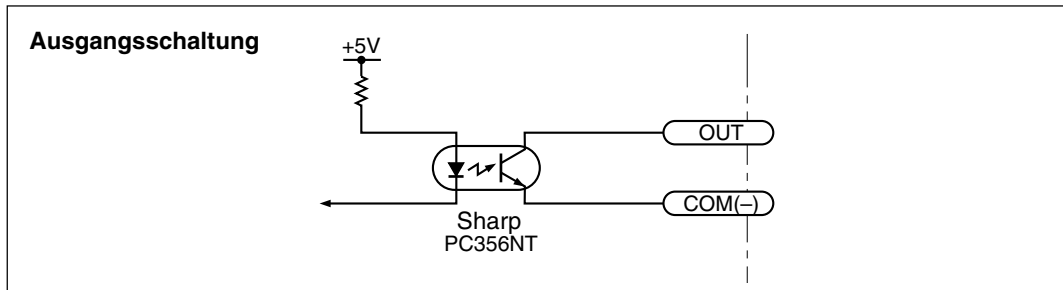 Ausgangsschaltung
+5V
OUT
COM(–)
Sharp
PC356NT